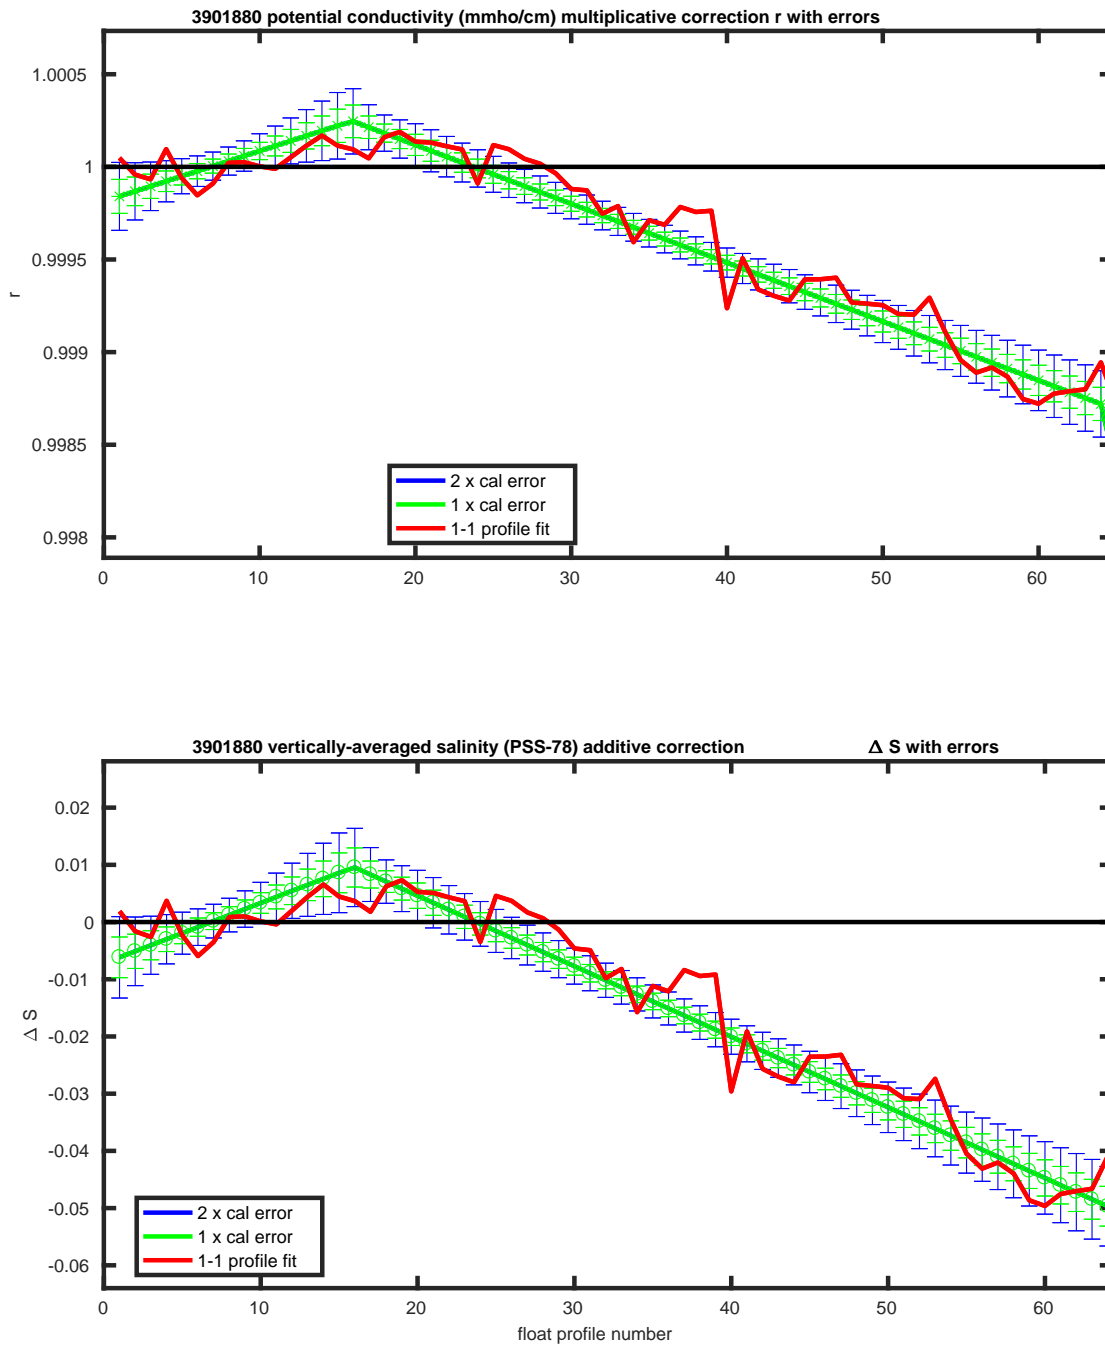 3901880 potential conductivity (mmho/cm) multiplicative correction r with errors
1.0005
1
0.9995
r
0.999
0.9985
0.998
2 x cal error
1 x cal error
1-1 profile fit
0 10 20 30 40 50 60
3901880 vertically-averaged salinity (PSS-78) additive correction Δ S with errors
0.02
0.01
0
-0.01
-0.02
Δ S
-0.03
-0.04
-0.05
-0.06
2 x cal error
1 x cal error
1-1 profile fit
0 10 20 30 40 50 60
float profile number